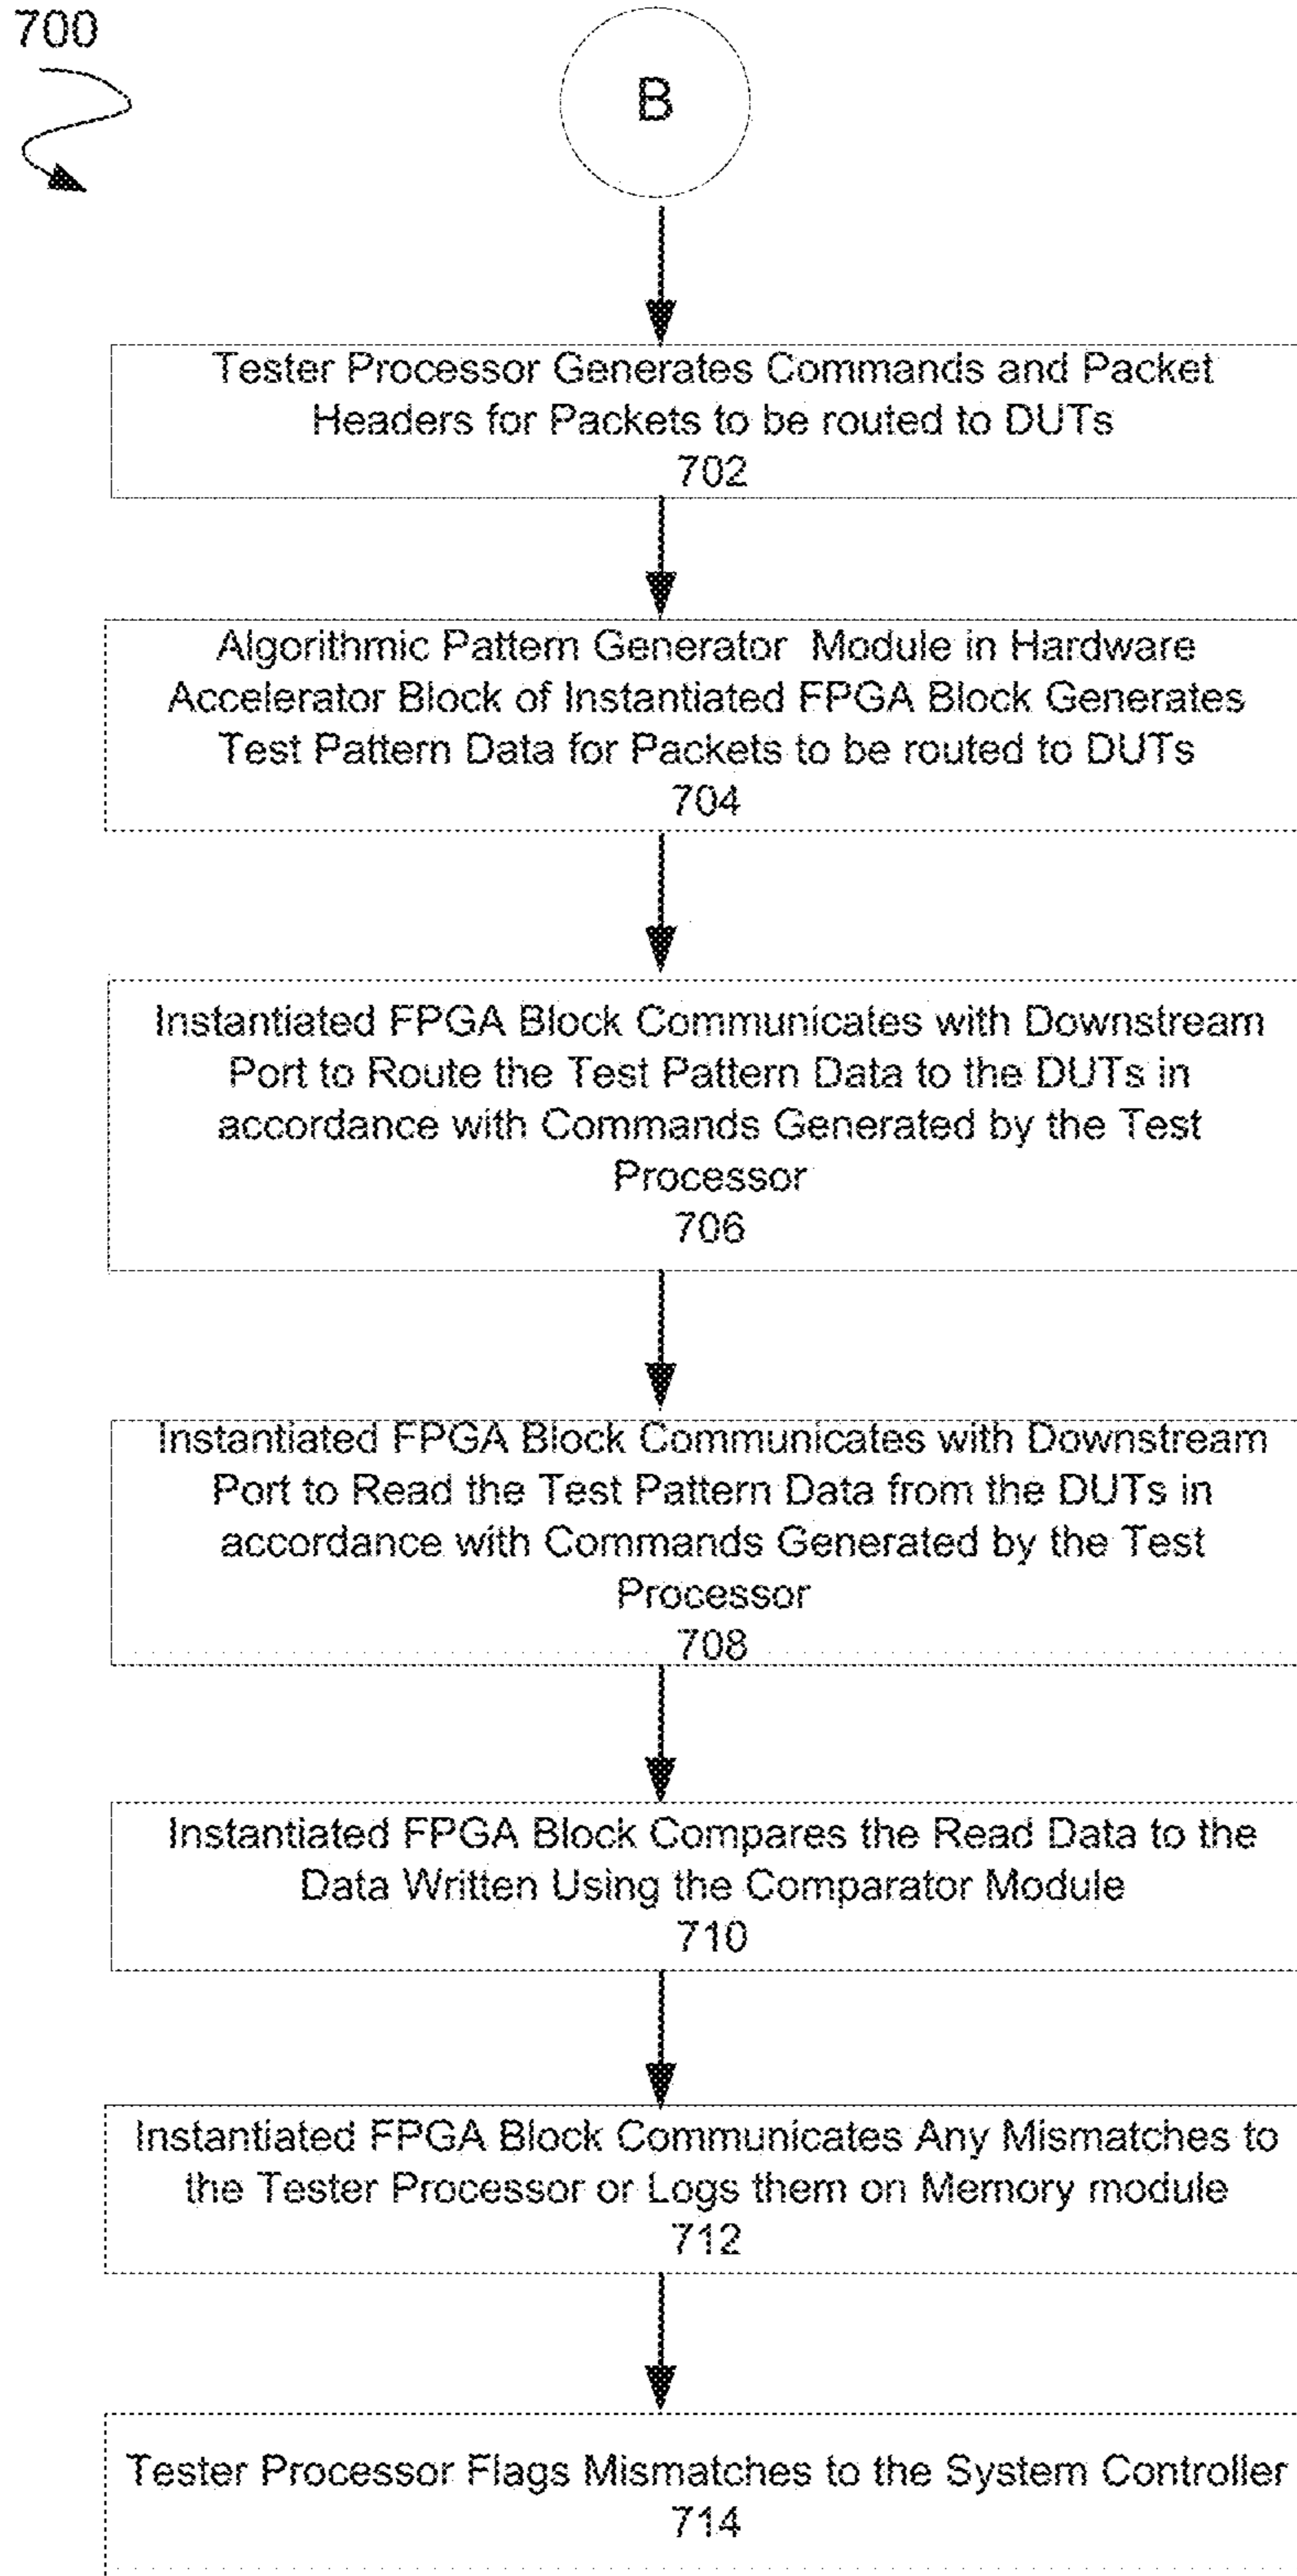 700
B
Tester Processor Generates Commands and Packet
Headers for Packets to be routed to DUTs
702
Algorithmic Pattern Generator Module in Hardware
Accelerator Block of Instantiated FPGA Block Generates
Test Pattern Data for Packets to be routed to DUTs
704
Instantiated FPGA Block Communicates with Downstream
Port to Route the Test Pattern Data to the DUTs in
accordance with Commands Generated by the Test
Processor
706
Instantiated FPGA Block Communicates with Downstream
Port to Read the Test Pattern Data from the DUTs in
accordance with Commands Generated by the Test
Processor
708
Instantiated FPGA Block Compares the Read Data to the
Data Written Using the Comparator Module
710
Instantiated FPGA Block Communicates Any Mismatches to
the Tester Processor or Logs them on Memory module
712
Tester Processor Flags Mismatches to the System Controller
714